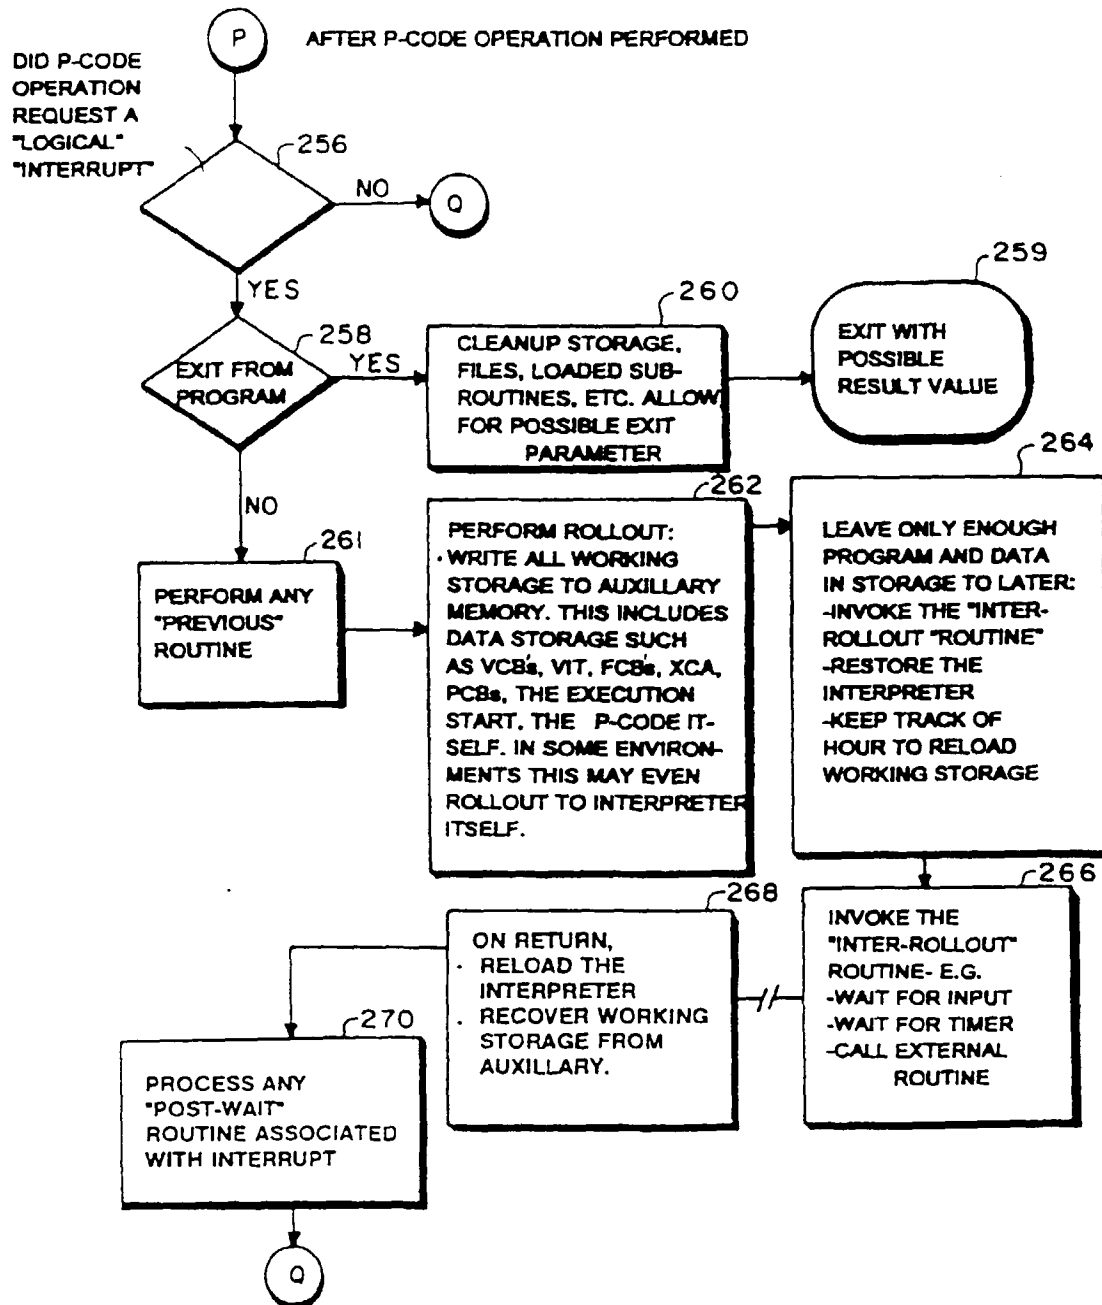 P
AFTER P-CODE OPERATION PERFORMED
DID P-CODE
OPERATION
REQUEST A
"LOGICAL"
"INTERRUPT"
256
NO
Q
YES
258
EXIT FROM
PROGRAM
YES
260
CLEANUP STORAGE,
FILES, LOADED SUB-
ROUTINES, ETC. ALLOW
FOR POSSIBLE EXIT
PARAMETER
259
EXIT WITH
POSSIBLE
RESULT VALUE
NO
261
PERFORM ANY
"PREVIOUS"
ROUTINE
262
PERFORM ROLLOUT:
· WRITE ALL WORKING
STORAGE TO AUXILLARY
MEMORY. THIS INCLUDES
DATA STORAGE SUCH
AS VCB's, VIT, FCB's, XCA,
PCBs, THE EXECUTION
START, THE P-CODE IT-
SELF. IN SOME ENVIRON-
MENTS THIS MAY EVEN
ROLLOUT TO INTERPRETER
ITSELF.
264
LEAVE ONLY ENOUGH
PROGRAM AND DATA
IN STORAGE TO LATER:
-INVOKE THE "INTER-
ROLLOUT "ROUTINE"
-RESTORE THE
INTERPRETER
-KEEP TRACK OF
HOUR TO RELOAD
WORKING STORAGE
266
INVOKE THE
"INTER-ROLLOUT"
ROUTINE- E.G.
-WAIT FOR INPUT
-WAIT FOR TIMER
-CALL EXTERNAL
ROUTINE
268
ON RETURN,
· RELOAD THE
INTERPRETER
· RECOVER WORKING
STORAGE FROM
AUXILLARY.
270
PROCESS ANY
"POST-WAIT"
ROUTINE ASSOCIATED
WITH INTERRUPT
Q